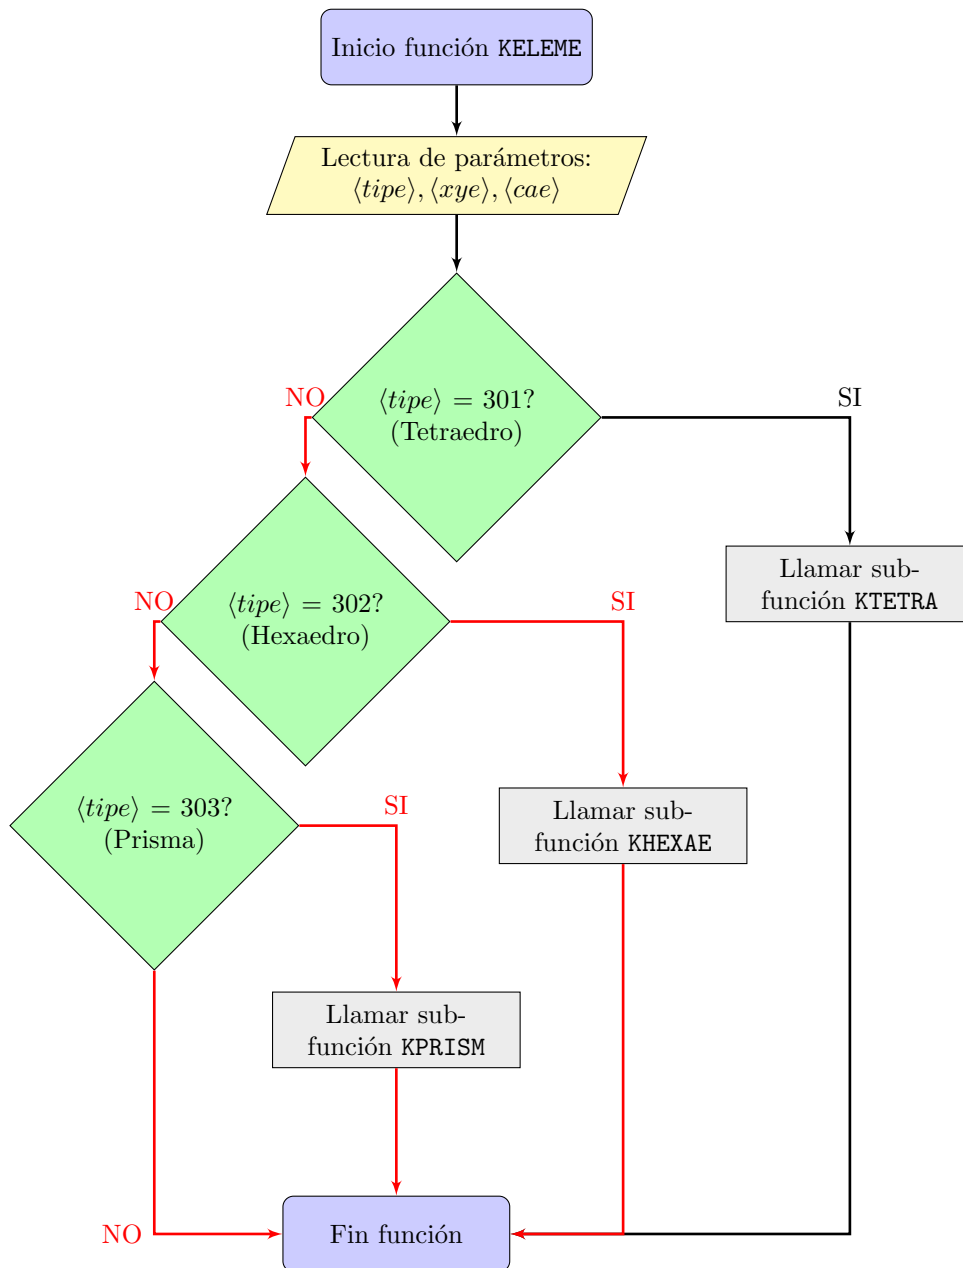 Inicio función KELEME
Lectura de parámetros:
⟨tipe⟩, ⟨xye⟩, ⟨cae⟩
NO
⟨tipe⟩ = 301?
(Tetraedro)
SI
Llamar sub-
función KTETRA
NO
⟨tipe⟩ = 302?
(Hexaedro)
SI
Llamar sub-
función KHEXAE
⟨tipe⟩ = 303?
(Prisma)
SI
Llamar sub-
función KPRISM
NO
Fin función